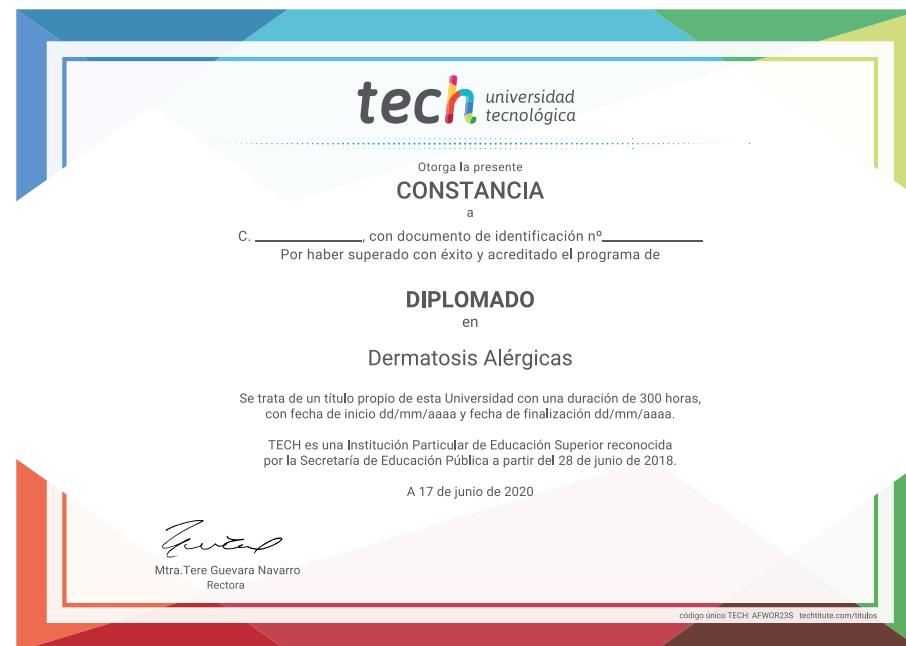 tech universidad
tecnológica
Otorga la presente
CONSTANCIA
a
C. ____________, con documento de identificación nº____________
Por haber superado con éxito y acreditado el programa de
DIPLOMADO
en
Dermatosis Alérgicas
Se trata de un título propio de esta Universidad con una duración de 300 horas,
con fecha de inicio dd/mm/aaaa y fecha de finalización dd/mm/aaaa.
TECH es una Institución Particular de Educación Superior reconocida
por la Secretaría de Educación Pública a partir del 28 de junio de 2018.
A 17 de junio de 2020
Mtra.Tere Guevara Navarro
Rectora
código único TECH: AFWOR23S techtitute.com/títulos